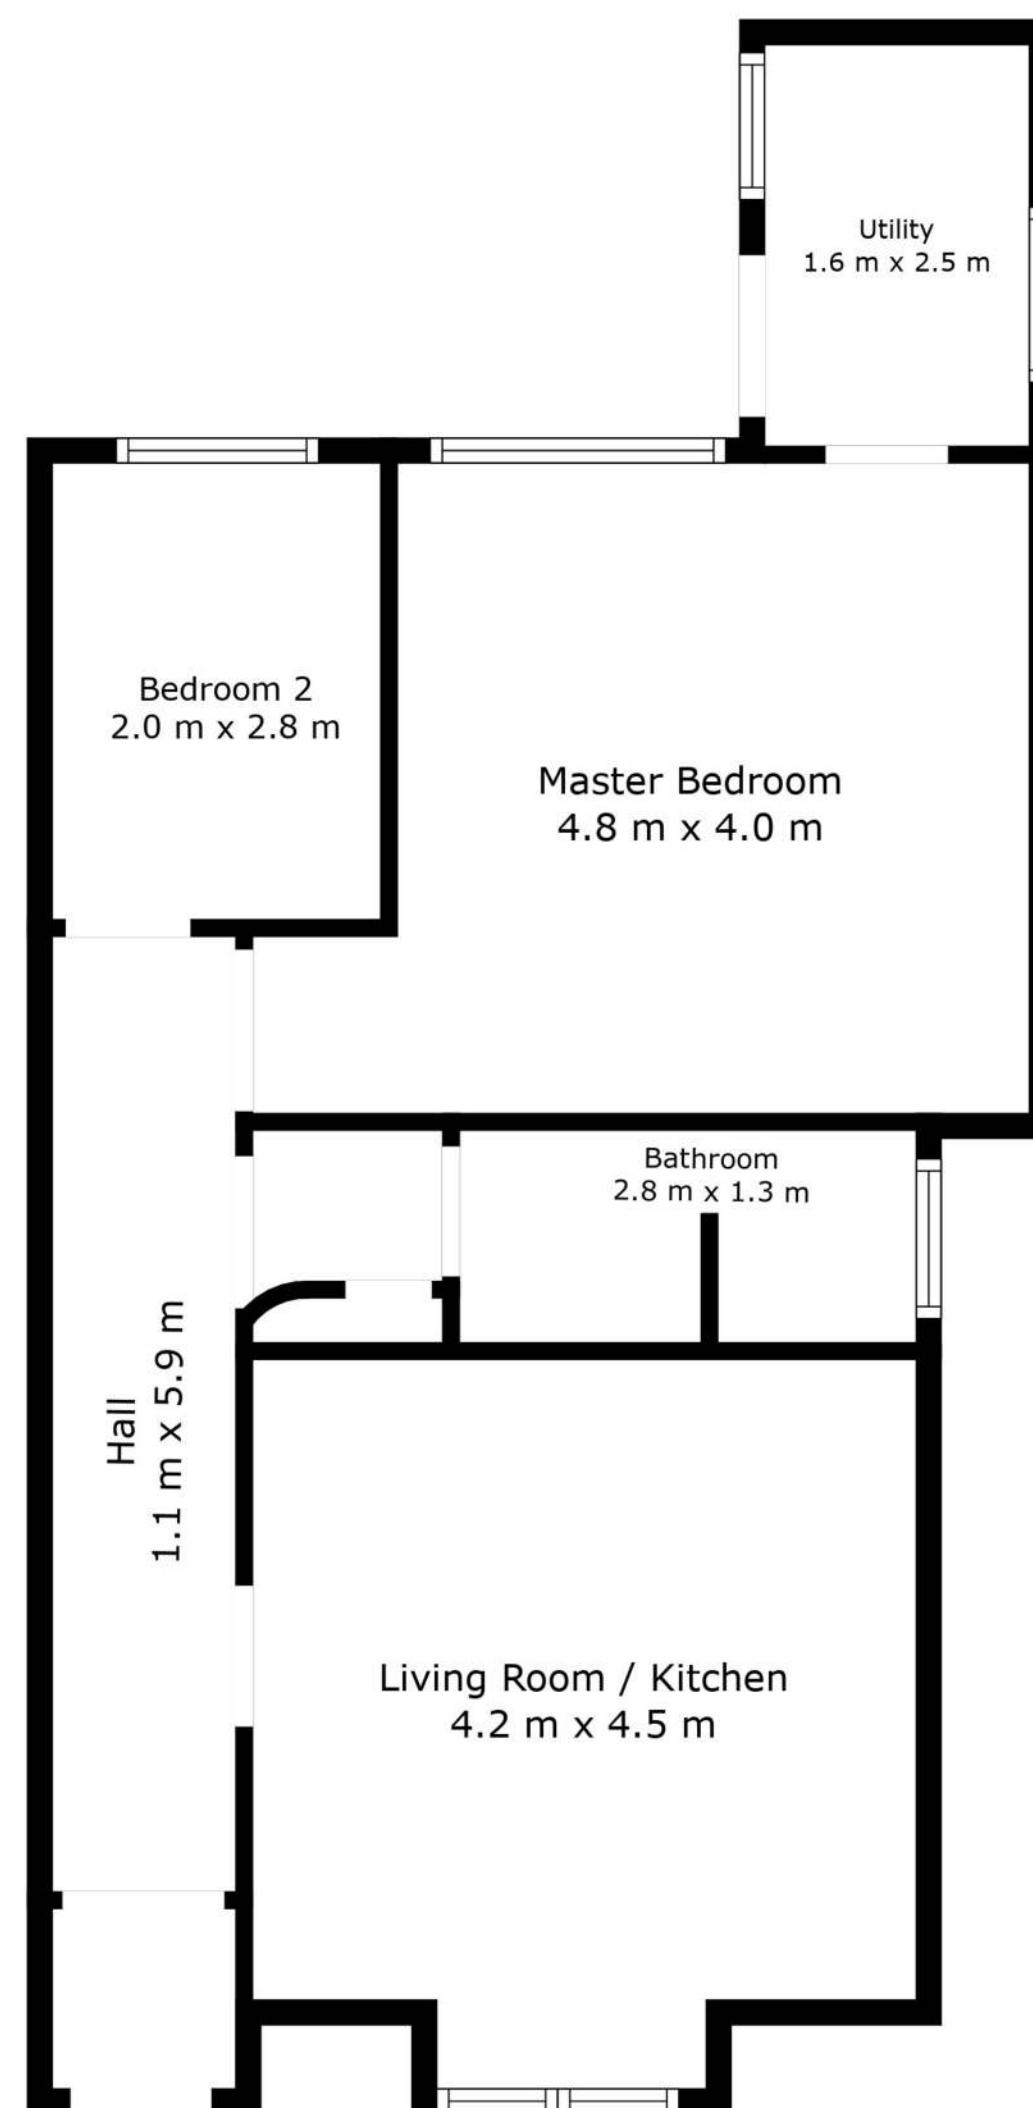 Utility
1.6 m x 2.5 m
Bedroom 2
2.0 m x 2.8 m
Master Bedroom
4.8 m x 4.0 m
Bathroom
2.8 m x 1.3 m
Hall
1.1 m x 5.9 m
Living Room / Kitchen
4.2 m x 4.5 m